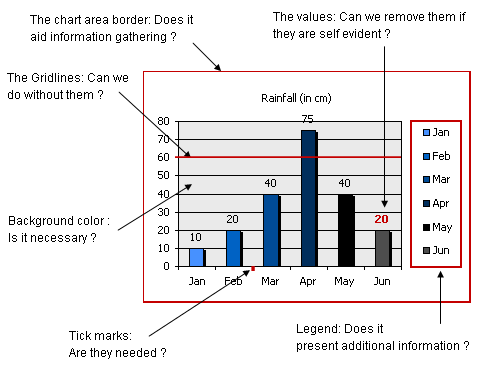 The chart area border: Does it
aid information gathering ?
The values: Can we remove them if
they are self evident ?
The Gridlines: Can we
do without them ?
Background color :
Is it necessary ?
Rainfall (in cm)
80
70
60
50
40
30
20
10
0
10
20
40
75
40
20
Jan
Feb
Mar
Apr
May
Jun
Jan
Feb
Mar
Apr
May
Jun
Tick marks:
Are they needed ?
Legend: Does it
present additional information ?